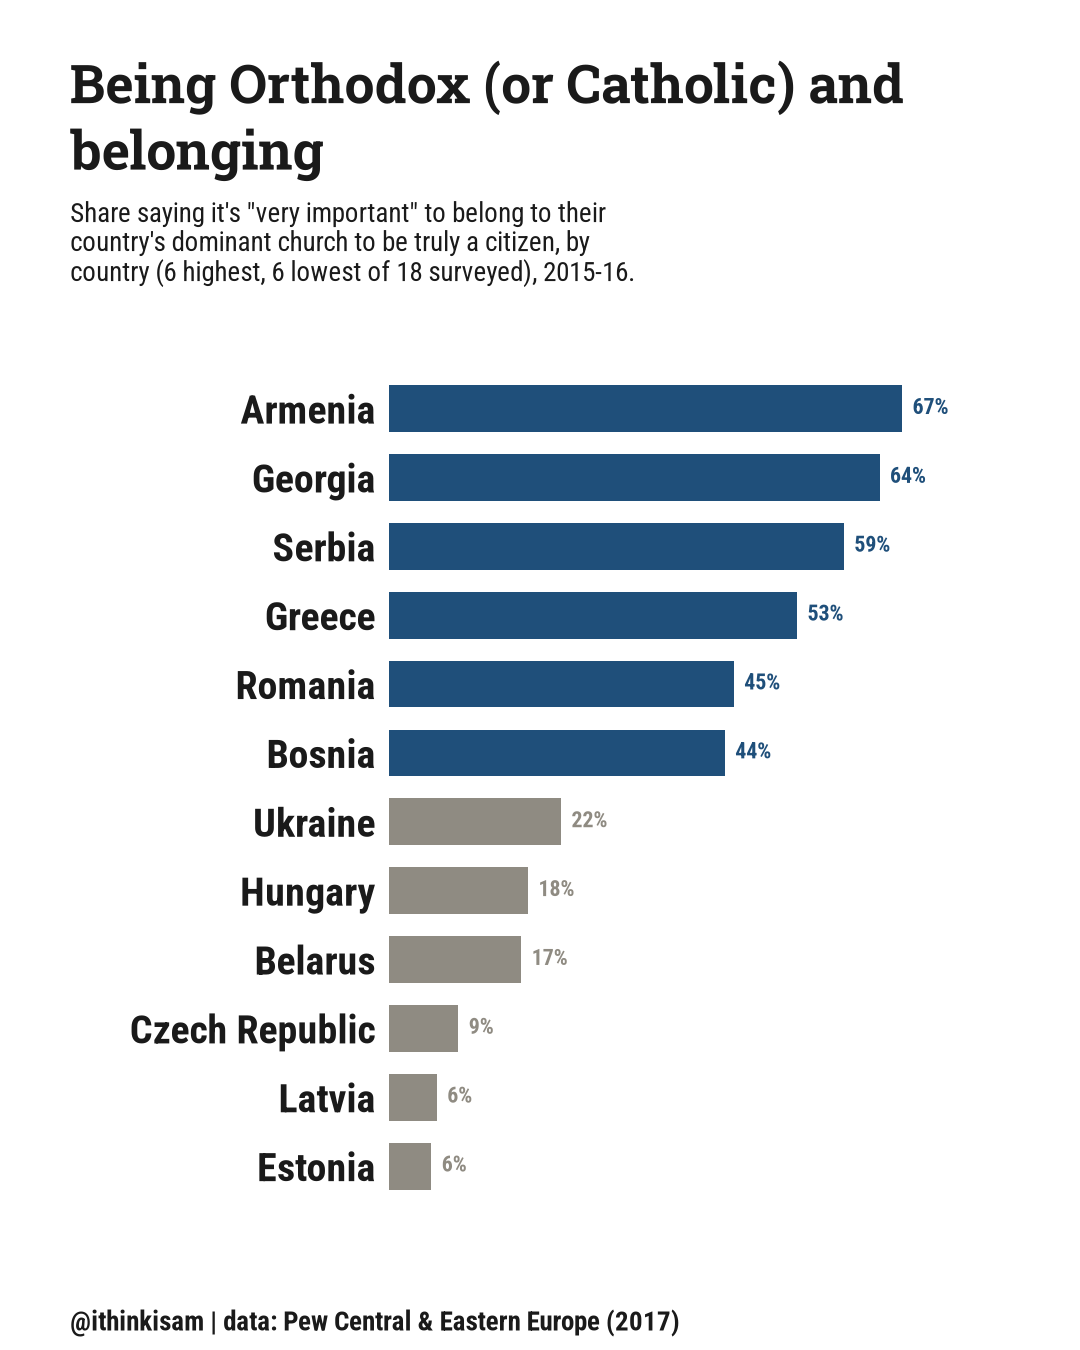 Being Orthodox (or Catholic) and
belonging
Share saying it's "very important" to belong to their
country's dominant church to be truly a citizen, by
country (6 highest, 6 lowest of 18 surveyed), 2015-16.
Armenia 67%
Georgia 64%
Serbia 59%
Greece 53%
Romania 45%
Bosnia 44%
Ukraine 22%
Hungary 18%
Belarus 17%
Czech Republic 9%
Latvia 6%
Estonia 6%
@ithinkisam | data: Pew Central & Eastern Europe (2017)